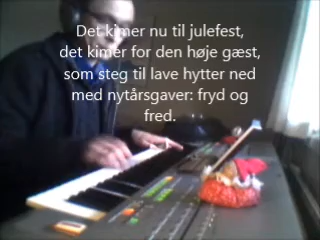 Det kimer nu til julefest,
det kimer for den høje gæst,
som steg til lave hytter ned
med nytårsgaver: fryd og
fred.